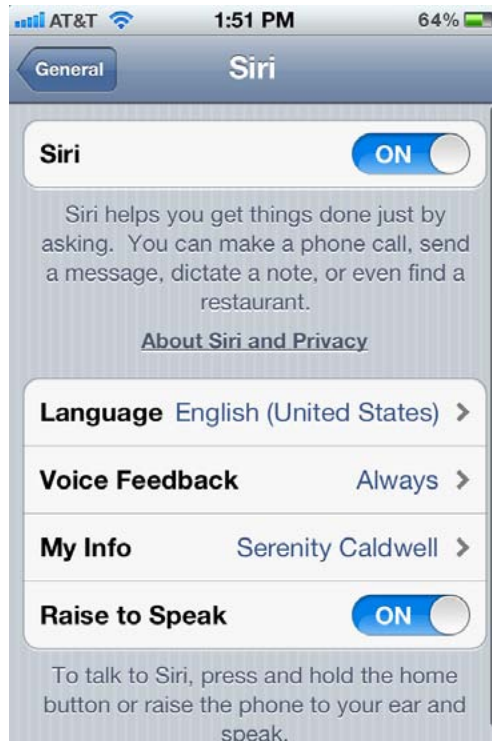 AT&T 1:51 PM 64%
General Siri
Siri ON
Siri helps you get things done just by
asking. You can make a phone call, send
a message, dictate a note, or even find a
restaurant.
About Siri and Privacy
Language English (United States)
Voice Feedback Always
My Info Serenity Caldwell
Raise to Speak ON
To talk to Siri, press and hold the home
button or raise the phone to your ear and
speak.